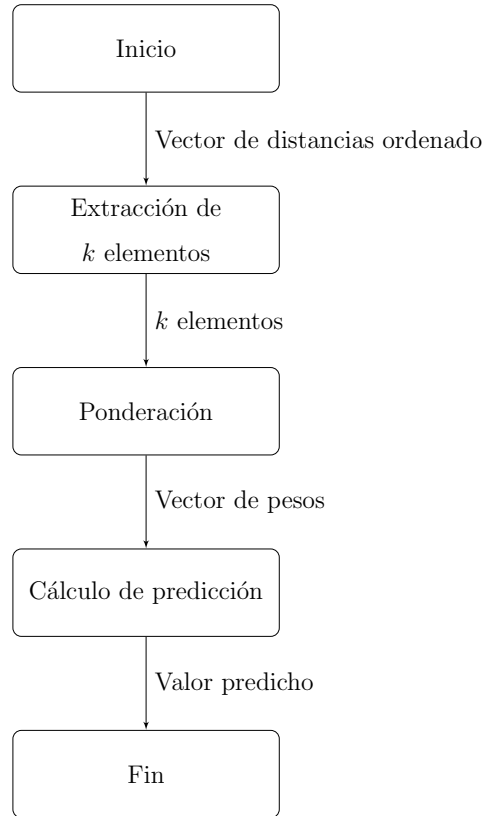 Inicio
Vector de distancias ordenado
Extracción de
k elementos
k elementos
Ponderación
Vector de pesos
Cálculo de predicción
Valor predicho
Fin